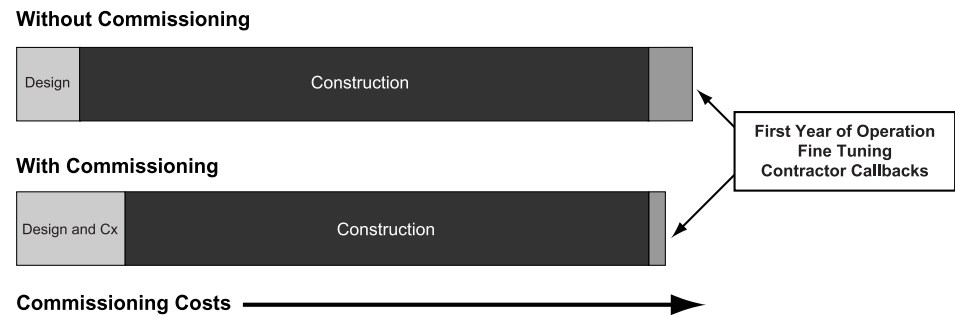 Without Commissioning
Design
Construction
First Year of Operation
Fine Tuning
Contractor Callbacks
With Commissioning
Design and Cx
Construction
Commissioning Costs